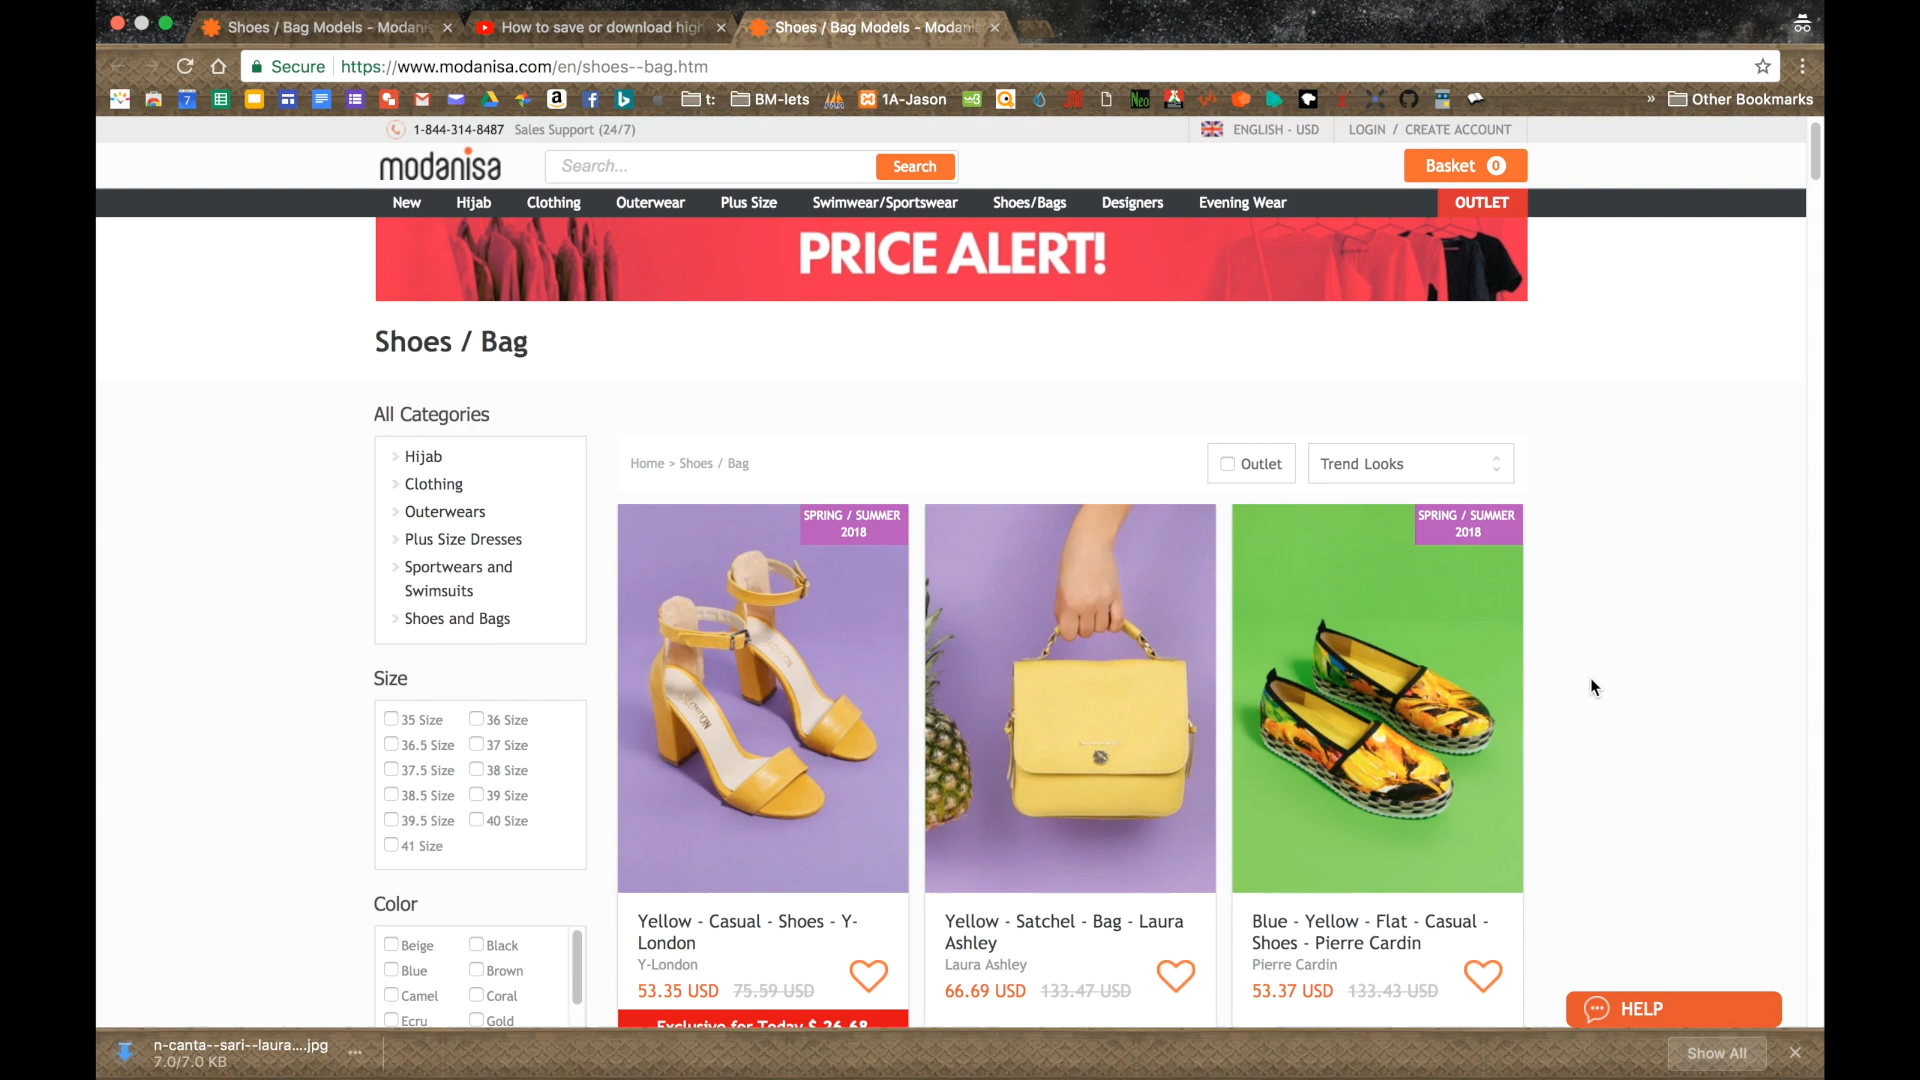 Shoes / Bag Models - Modanis
How to save or download high
Shoes / Bag Models - Modanis
Secure
https://www.modanisa.com/en/shoes--bag.htm
t:
BM-lets
1A-Jason
Neo
» Other Bookmarks
1-844-314-8487 Sales Support (24/7)
ENGLISH - USD
LOGIN / CREATE ACCOUNT
modanisa
Search...
Search
Basket 0
New Hijab Clothing Outerwear Plus Size Swimwear/Sportswear Shoes/Bags Designers Evening Wear OUTLET
PRICE ALERT!
Shoes / Bag
All Categories
Hijab
Clothing
Outerwears
Plus Size Dresses
Sportwears and
Swimsuits
Shoes and Bags
Size
35 Size 36 Size
36.5 Size 37 Size
37.5 Size 38 Size
38.5 Size 39 Size
39.5 Size 40 Size
41 Size
Color
Beige Black
Blue Brown
Camel Coral
Ecru Gold
Home > Shoes / Bag
Outlet
Trend Looks
SPRING / SUMMER
2018
Yellow - Casual - Shoes - Y-
London
Y-London
53.35 USD 75.59 USD
Exclusive for Today $ 26.68
Yellow - Satchel - Bag - Laura
Ashley
Laura Ashley
66.69 USD 133.47 USD
SPRING / SUMMER
2018
Blue - Yellow - Flat - Casual -
Shoes - Pierre Cardin
Pierre Cardin
53.37 USD 133.43 USD
HELP
n-canta--sari--laura....jpg
7.0/7.0 KB
Show All